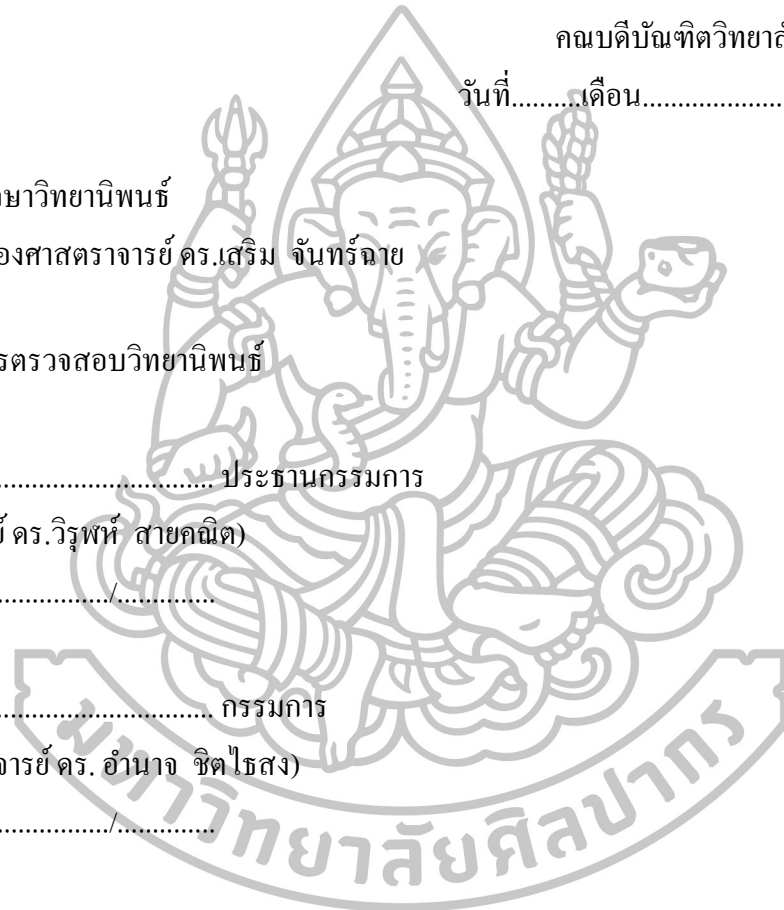 คณบดีบัณฑิตวิทยาลั
วันที่..........เดือน....................
ษาวิทยานิพนธ์
องศาสตราจารย์ ดร.เสริม จันทร์ฉาย
รตรวจสอบวิทยานิพนธ์
................................ ประธานกรรมการ
ย์ ดร.วิรุฬห์ สายคณิต)
................/..............
................................ กรรมการ
จารย์ ดร. อำนาจ ชิตไธสง)
................/..............
มหาวิทยาลัยศิลปากร